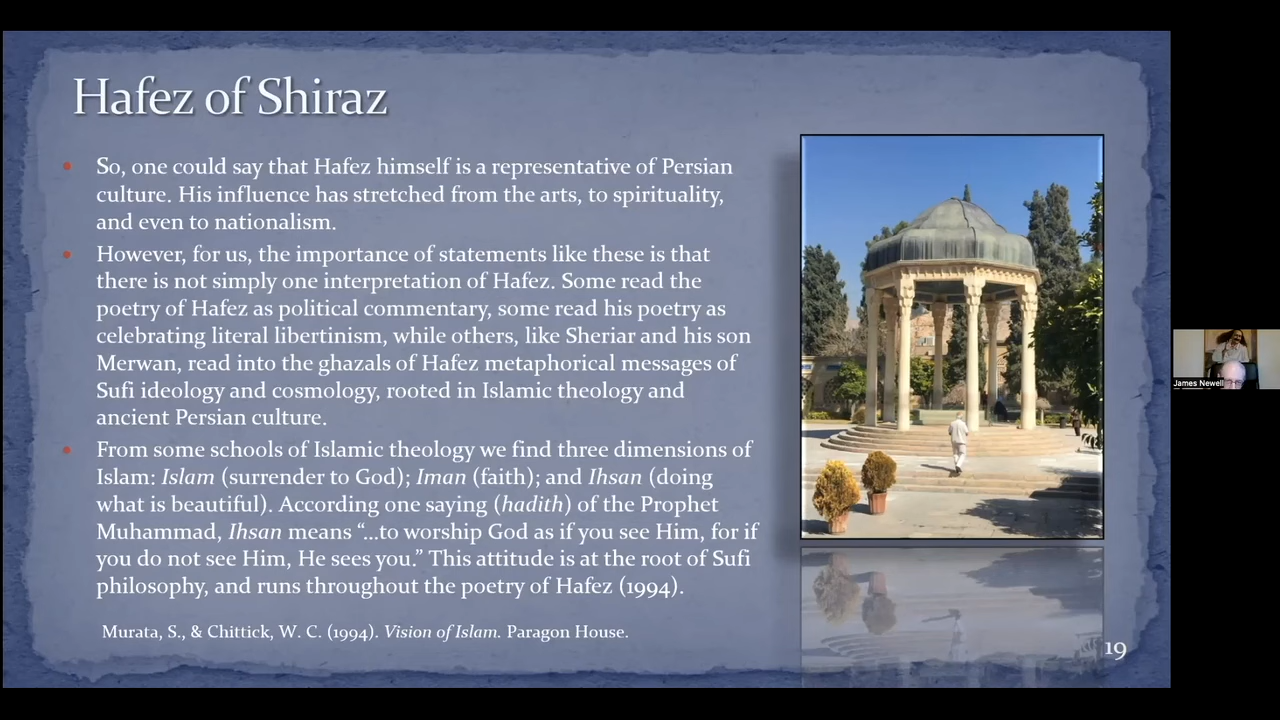 Hafez of Shiraz
So, one could say that Hafez himself is a representative of Persian
culture. His influence has stretched from the arts, to spirituality,
and even to nationalism.
However, for us, the importance of statements like these is that
there is not simply one interpretation of Hafez. Some read the
poetry of Hafez as political commentary, some read his poetry as
celebrating literal libertinism, while others, like Sheriar and his son
Merwan, read into the ghazals of Hafez metaphorical messages of
Sufi ideology and cosmology, rooted in Islamic theology and
ancient Persian culture.
From some schools of Islamic theology we find three dimensions of
Islam: Islam (surrender to God); Iman (faith); and Ihsan (doing
what is beautiful). According one saying (hadith) of the Prophet
Muhammad, Ihsan means “…to worship God as if you see Him, for if
you do not see Him, He sees you.” This attitude is at the root of Sufi
philosophy, and runs throughout the poetry of Hafez (1994).
Murata, S., & Chittick, W. C. (1994). Vision of Islam. Paragon House.
19
James Newell